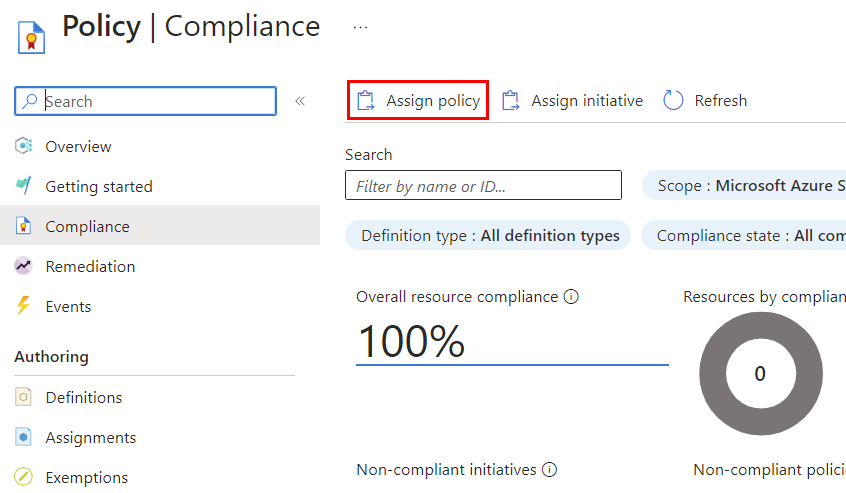 Policy | Compliance ...
Search
Overview
Getting started
Compliance
Remediation
Events
Authoring
Definitions
Assignments
Exemptions
Assign policy Assign initiative Refresh
Search
Filter by name or ID...
Scope : Microsoft Azure S
Definition type : All definition types
Compliance state : All com
Overall resource compliance
100%
Resources by complian
0
Non-compliant initiatives
Non-compliant polici